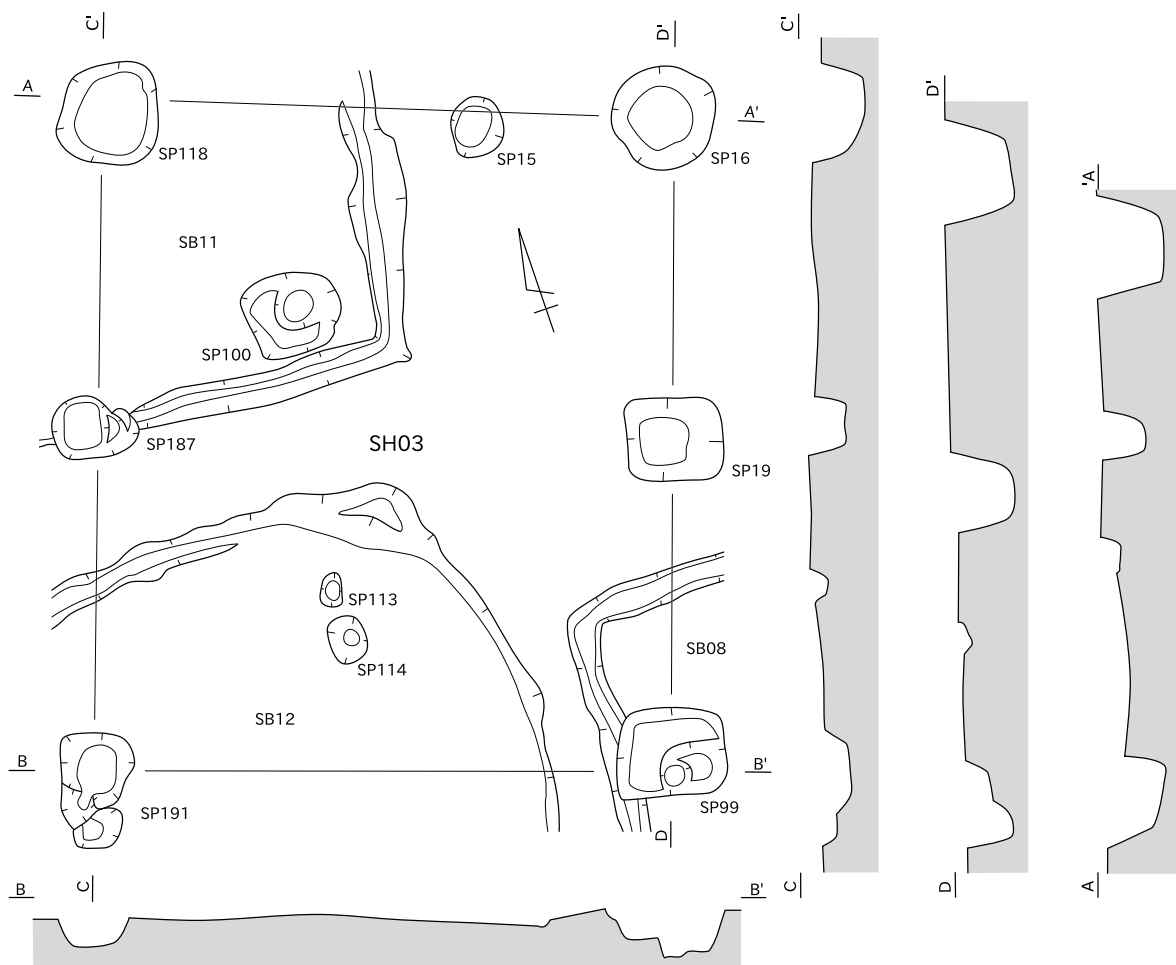 C'
D'
A
A'
SP118
SP15
SP16
SB11
SP100
SP187
SH03
SP19
SP113
SP114
SB08
SB12
B
B'
SP191
SP99
D
C
B
B'
C'
D'
'A
C
D
A